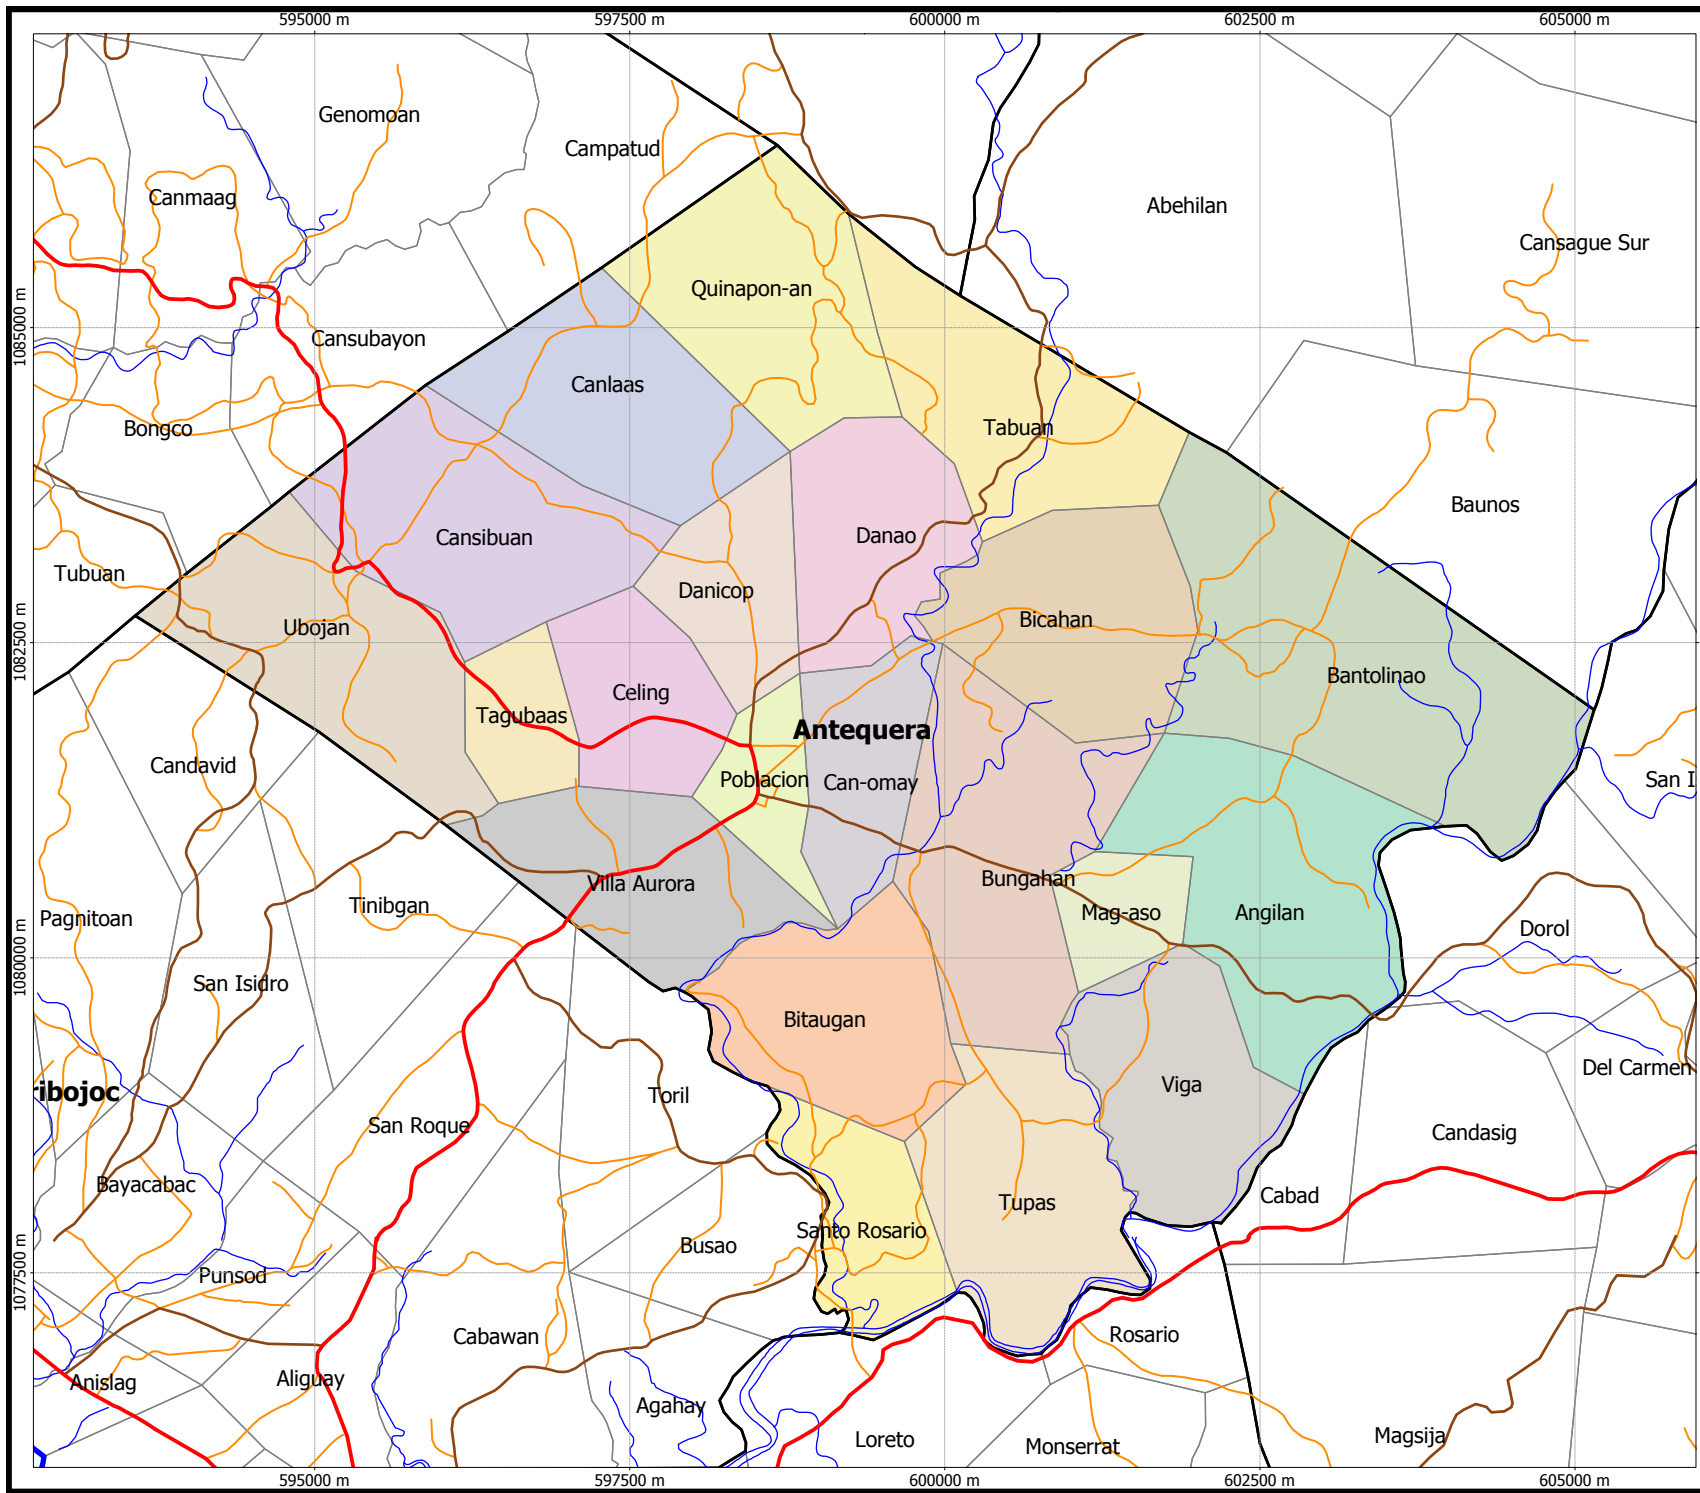 595000 m 597500 m 600000 m 602500 m 605000 m
Genomoan
Campatud
Canmaag
Abehilan
Cansague Sur
Quinapon-an
1085000 m
1085000 m
Cansubayon
Canlaas
Bongco
Tabuan
Baunos
Cansibuan
Danao
Tubuan
Danicop
Bicahan
Ubojan
1082500 m
1082500 m
Bantolinao
Celing
Tagubaas
Antequera
Candavid
Poblacion
Can-omay
San I
Bungahan
Villa Aurora
Tinibgan
Mag-aso
Angilan
Pagnitoan
Dorol
1080000 m
1080000 m
San Isidro
Bitaugan
Del Carmen
Viga
ribojoc
Toril
San Roque
Candasig
Bayacabac
Cabad
Tupas
Santo Rosario
Busao
1077500 m
1077500 m
Punsod
Cabawan
Rosario
Aliguay
Anislag
Agahay
Loreto
Monserrat
Magsija
595000 m 597500 m 600000 m 602500 m 605000 m